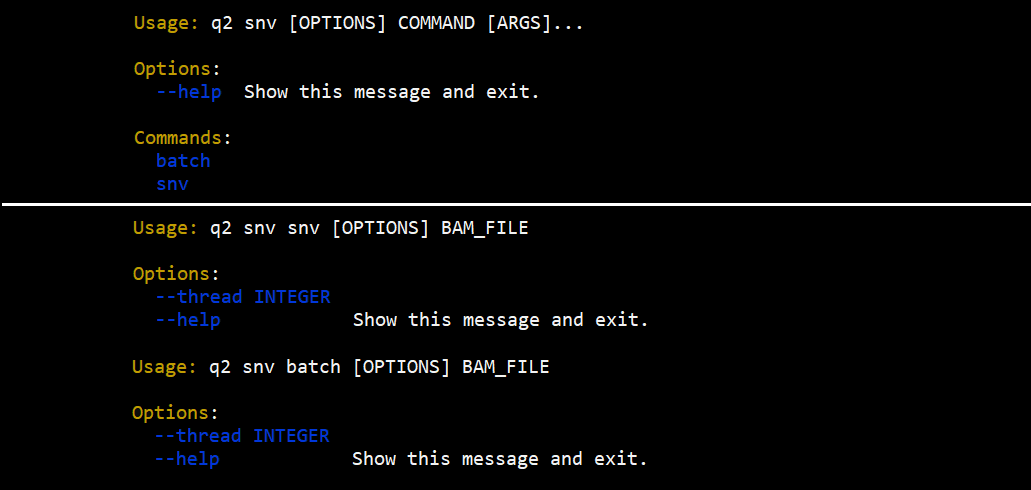 Usage: q2 snv [OPTIONS] COMMAND [ARGS]...
Options:
--help  Show this message and exit.
Commands:
batch
snv
Usage: q2 snv snv [OPTIONS] BAM_FILE
Options:
--thread INTEGER
--help            Show this message and exit.
Usage: q2 snv batch [OPTIONS] BAM_FILE
Options:
--thread INTEGER
--help            Show this message and exit.